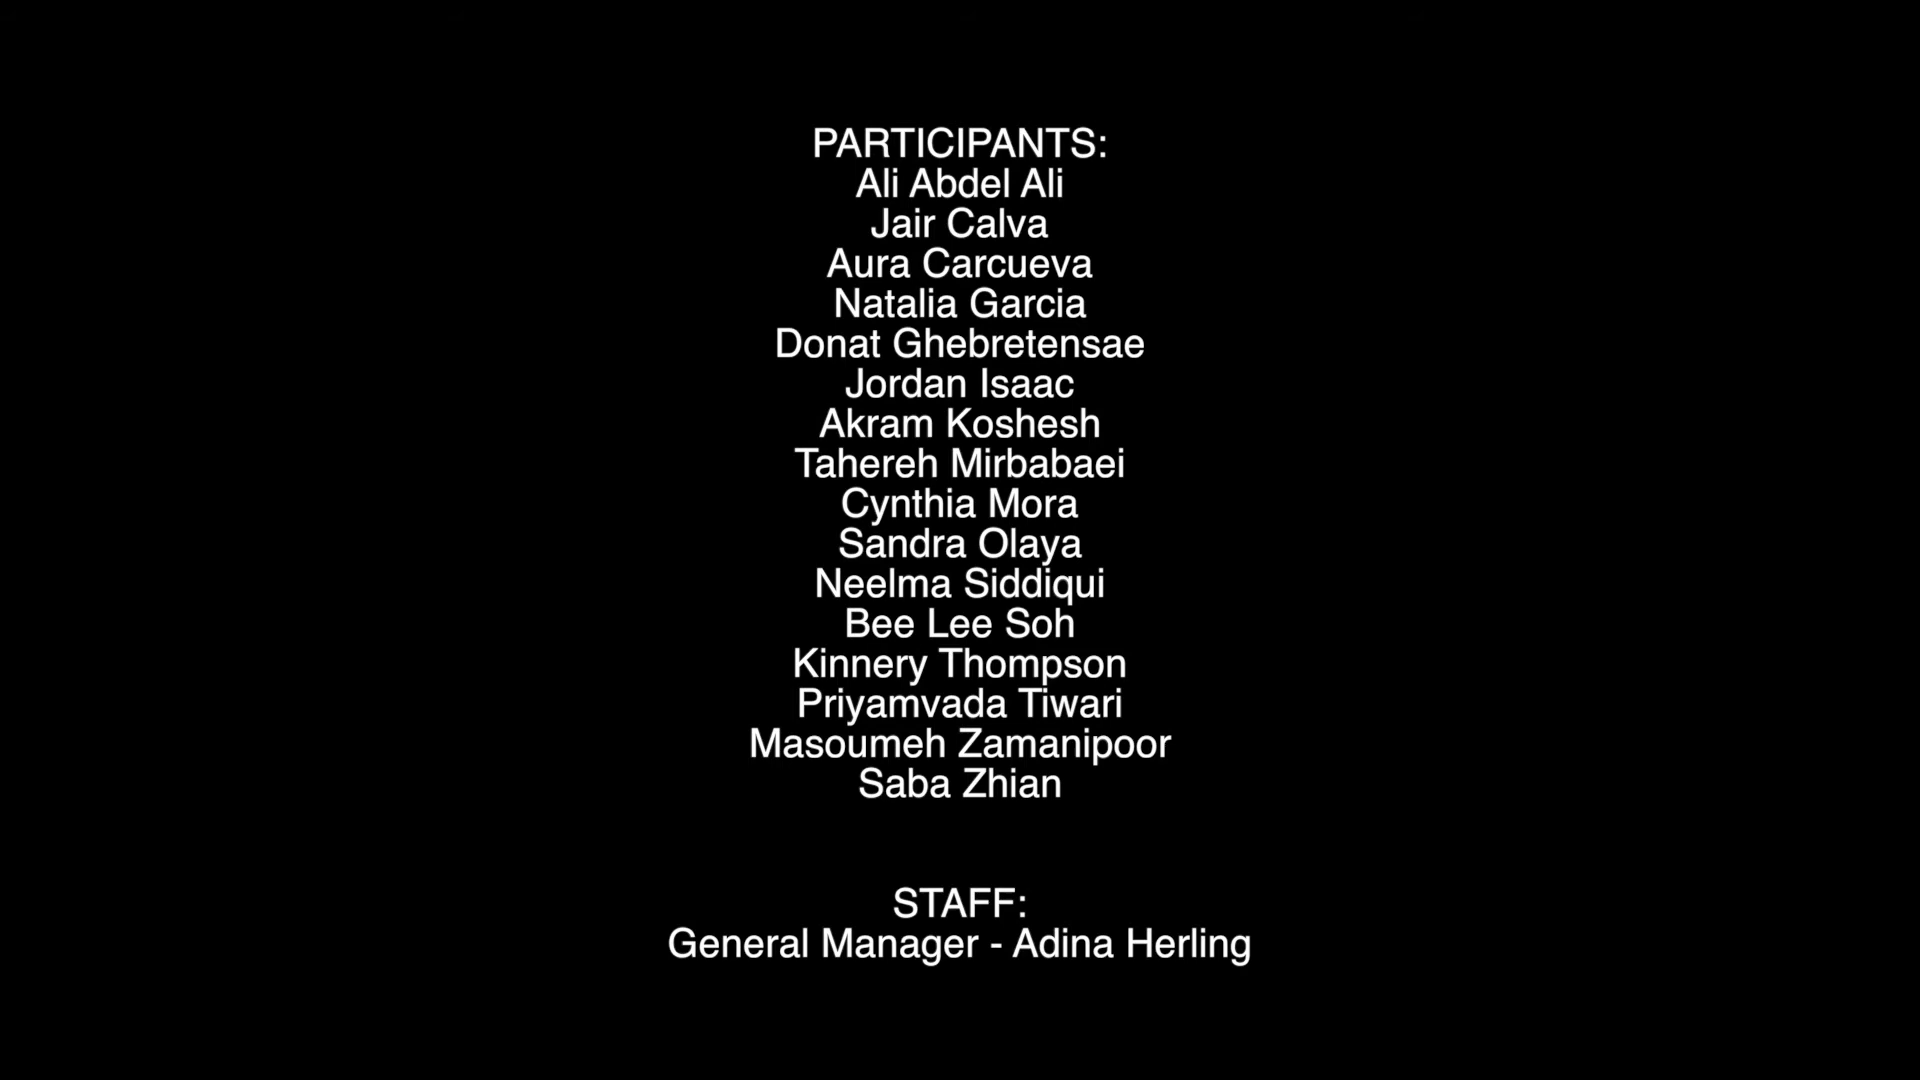 PARTICIPANTS:
Ali Abdel Ali
Jair Calva
Aura Carcueva
Natalia Garcia
Donat Ghebretensae
Jordan Isaac
Akram Koshesh
Tahereh Mirbabaei
Cynthia Mora
Sandra Olaya
Neelma Siddiqui
Bee Lee Soh
Kinnery Thompson
Priyamvada Tiwari
Masoumeh Zamanipoor
Saba Zhian
STAFF:
General Manager - Adina Herling